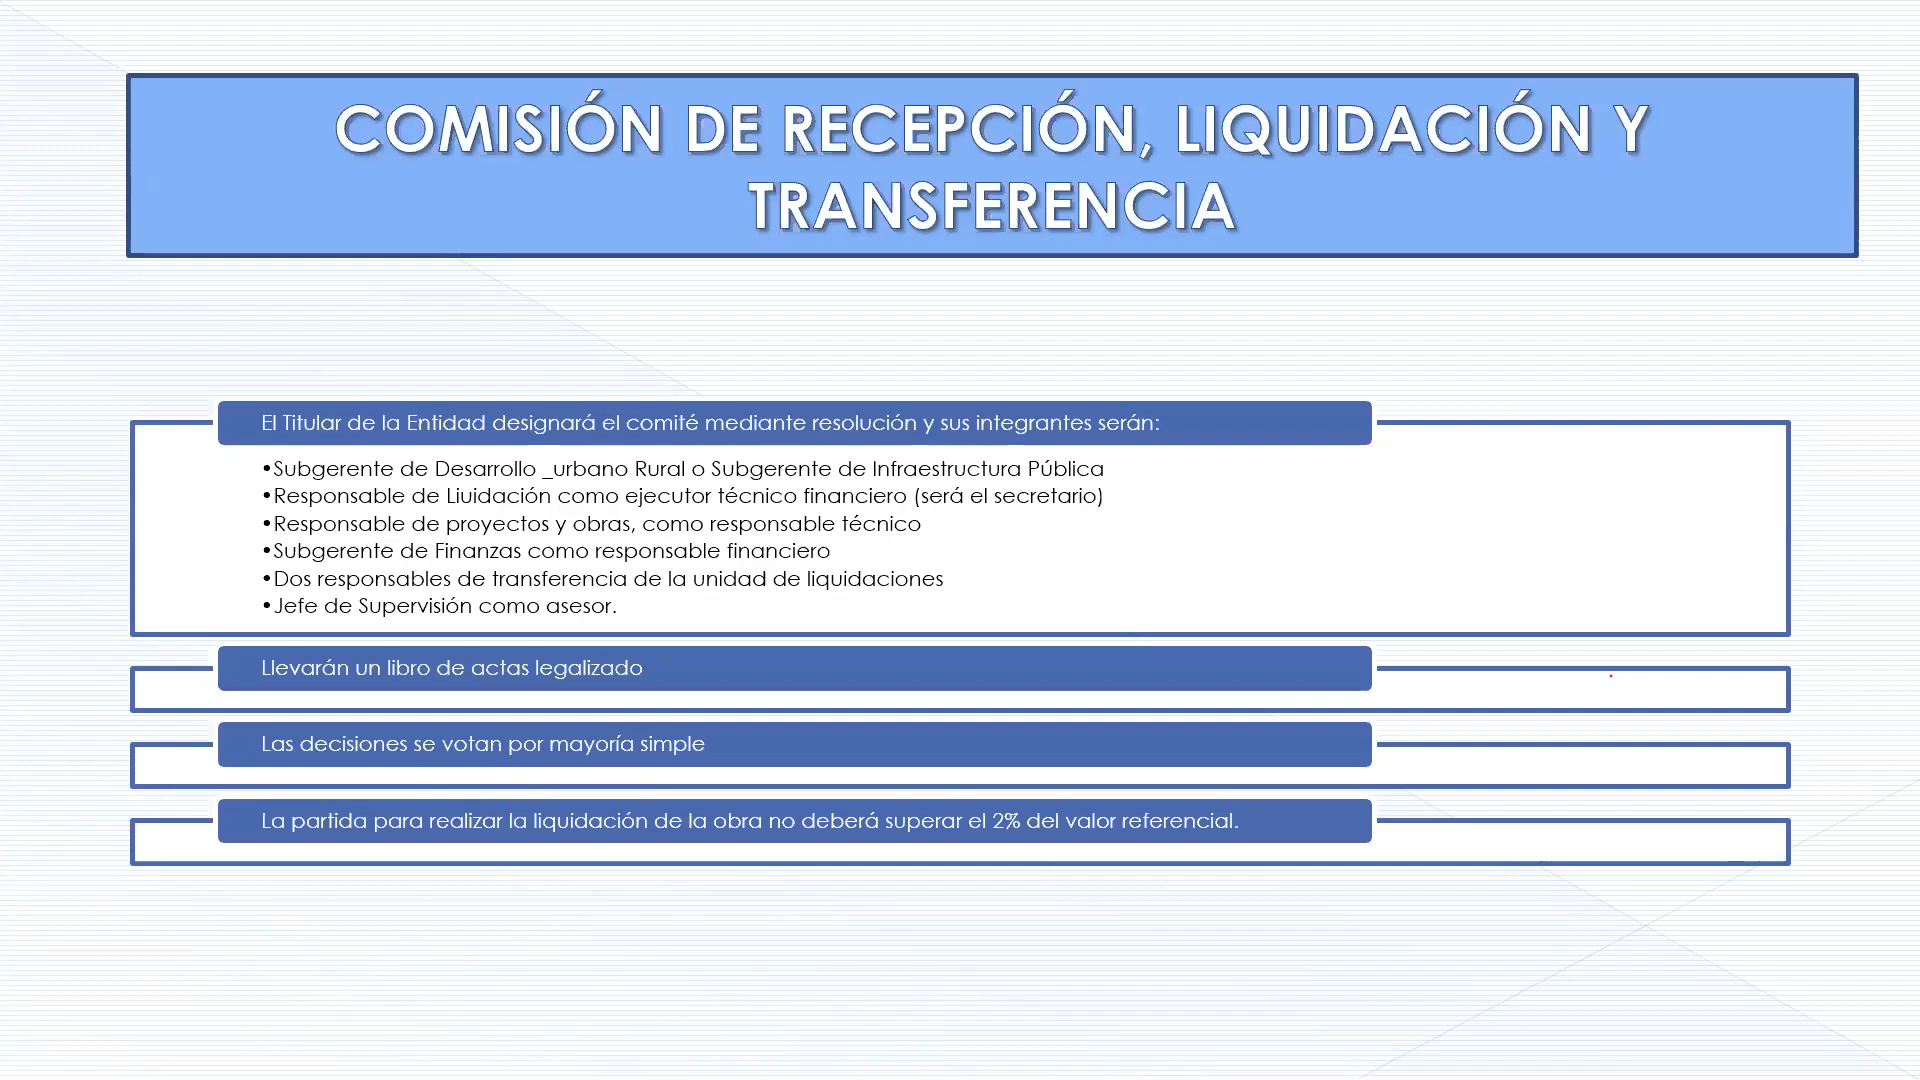 COMISIÓN DE RECEPCIÓN, LIQUIDACIÓN Y
TRANSFERENCIA
El Titular de la Entidad designará el comité mediante resolución y sus integrantes serán:
•Subgerente de Desarrollo _urbano Rural o Subgerente de Infraestructura Pública
•Responsable de Liuidación como ejecutor técnico financiero (será el secretario)
•Responsable de proyectos y obras, como responsable técnico
•Subgerente de Finanzas como responsable financiero
•Dos responsables de transferencia de la unidad de liquidaciones
•Jefe de Supervisión como asesor.
Llevarán un libro de actas legalizado
Las decisiones se votan por mayoría simple
La partida para realizar la liquidación de la obra no deberá superar el 2% del valor referencial.